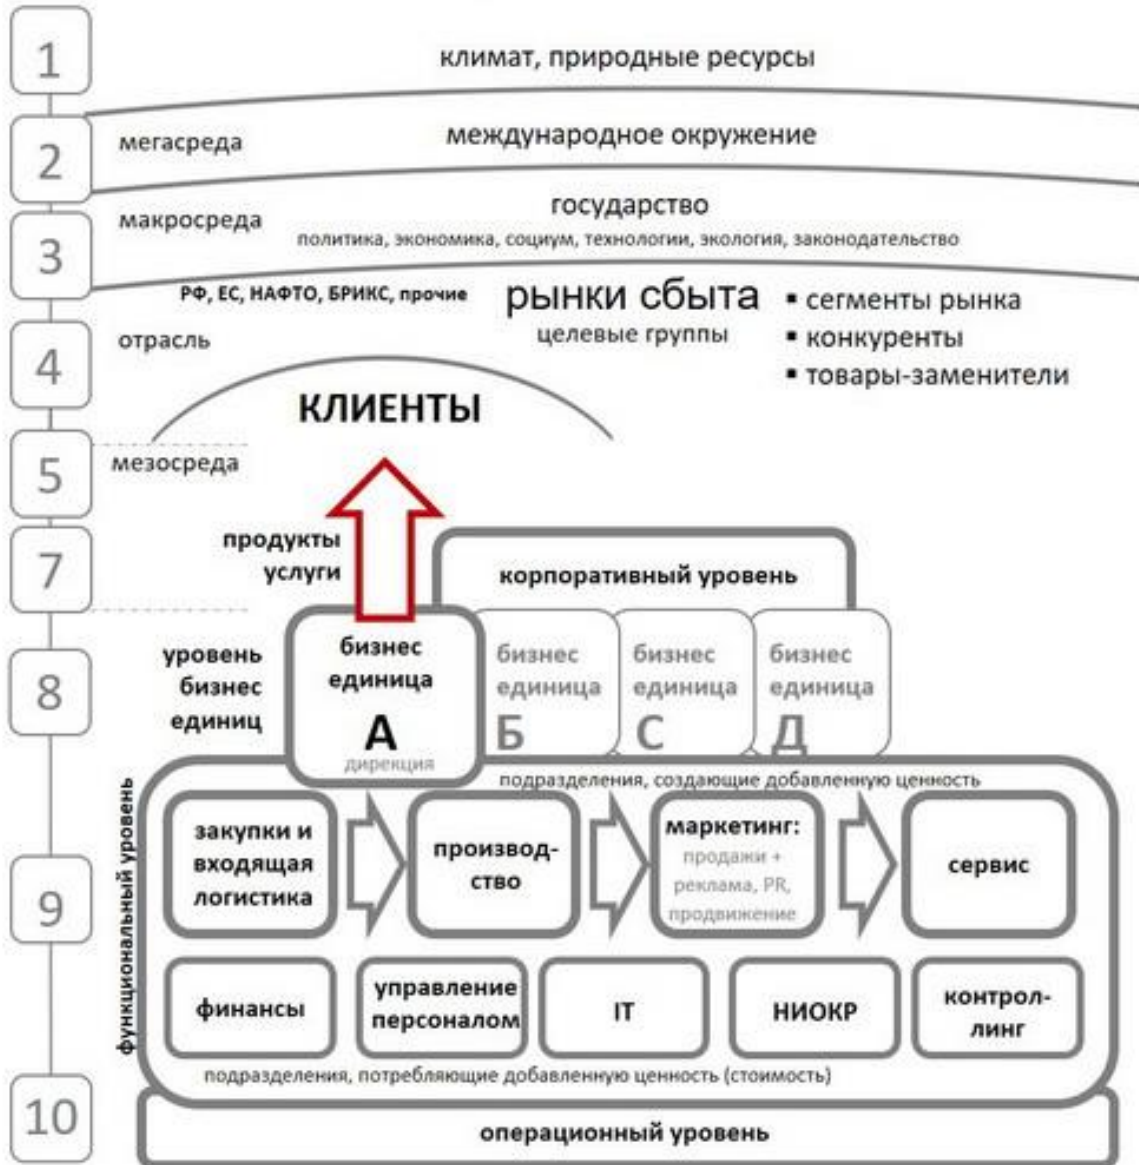 1
климат, природные ресурсы
2
мегасреда
международное окружение
3
макросреда
государство
политика, экономика, социум, технологии, экология, законодательство
РФ, ЕС, НАФТО, БРИКС, прочие
рынки сбыта
целевые группы
▪ сегменты рынка
▪ конкуренты
▪ товары-заменители
4
отрасль
КЛИЕНТЫ
5
мезосреда
7
продукты
услуги
корпоративный уровень
8
уровень
бизнес
единиц
бизнес
единица
А
дирекция
бизнес
единица
Б
бизнес
единица
С
бизнес
единица
Д
9
функциональный уровень
подразделения, создающие добавленную ценность
закупки и
входящая
логистика
производ-
ство
маркетинг:
продажи +
реклама, PR,
продвижение
сервис
финансы
управление
персоналом
IT
НИОКР
контрол-
линг
подразделения, потребляющие добавленную ценность (стоимость)
10
операционный уровень